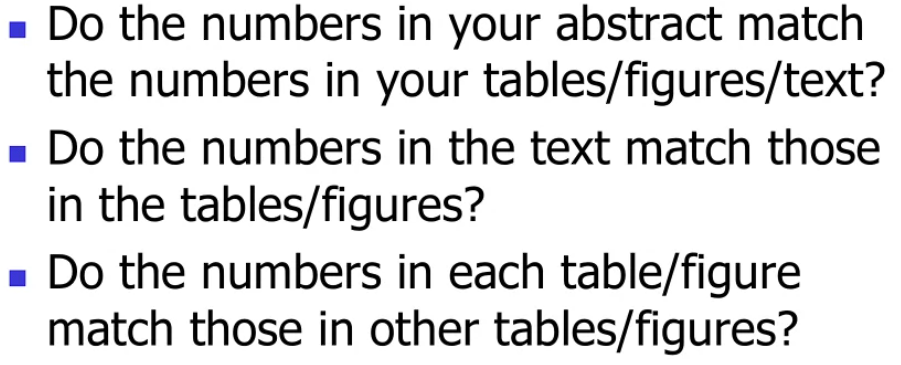 ▪ Do the numbers in your abstract match
the numbers in your tables/figures/text?
▪ Do the numbers in the text match those
in the tables/figures?
▪ Do the numbers in each table/figure
match those in other tables/figures?